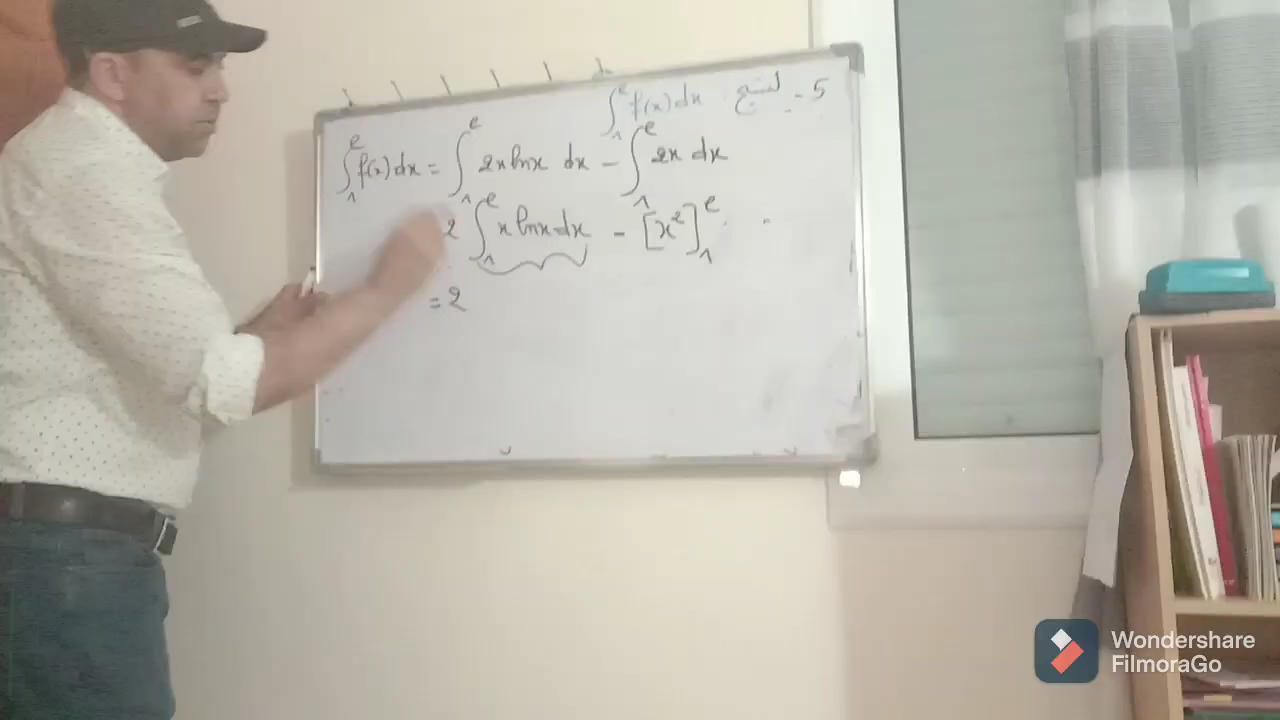 5 - لنستنتج : ∫₁ᵉ f(x) dx
∫₁ᵉ f(x) dx = ∫₁ᵉ 2x ln x dx - ∫₁ᵉ 2x dx
2 ∫₁ᵉ x ln x dx - [x²]₁ᵉ
= 2
Wondershare
FilmoraGo